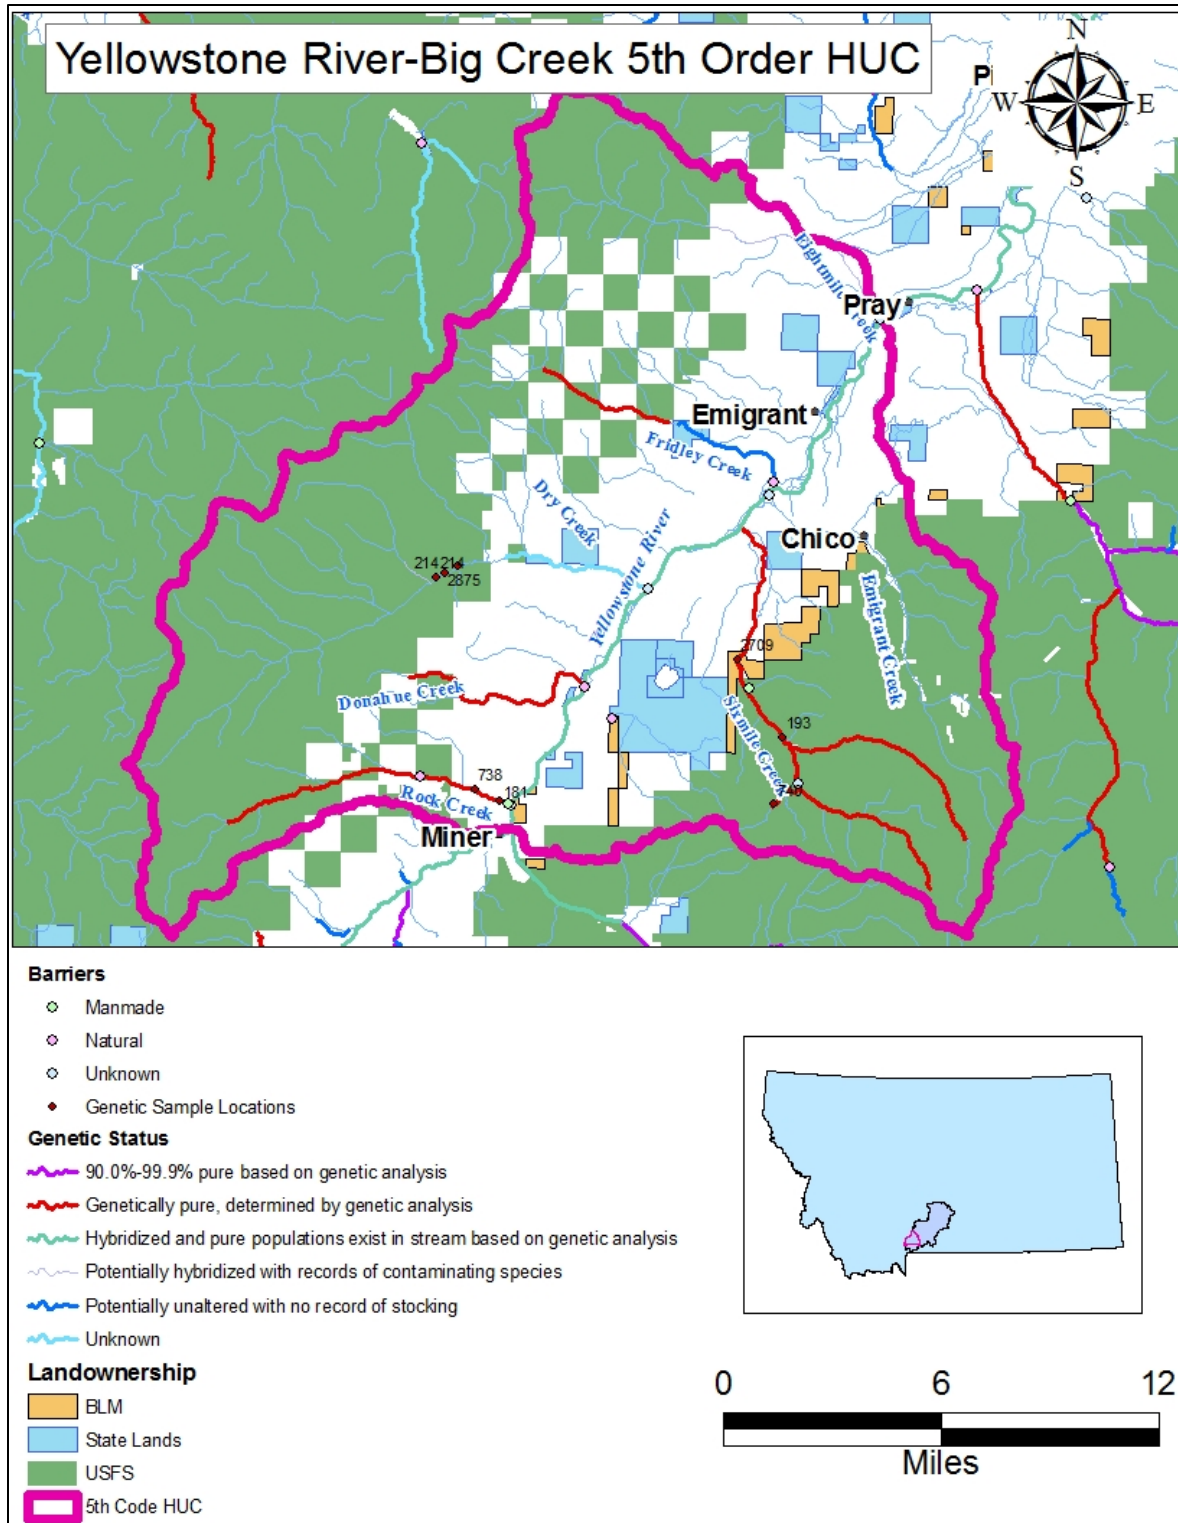 Yellowstone River-Big Creek 5th Order HUC
N
W
E
S
Eightmile Creek
Pray
Emigrant
Fridley Creek
Dry Creek
Chico
Yellowstone River
214
2875
Emigrant Creek
2709
Donahue Creek
Sixmile Creek
193
738
181
Rock Creek
Miner
Barriers
Manmade
Natural
Unknown
Genetic Sample Locations
Genetic Status
90.0%-99.9% pure based on genetic analysis
Genetically pure, determined by genetic analysis
Hybridized and pure populations exist in stream based on genetic analysis
Potentially hybridized with records of contaminating species
Potentially unaltered with no record of stocking
Unknown
Landownership
BLM
State Lands
USFS
5th Code HUC
0 6 12
Miles